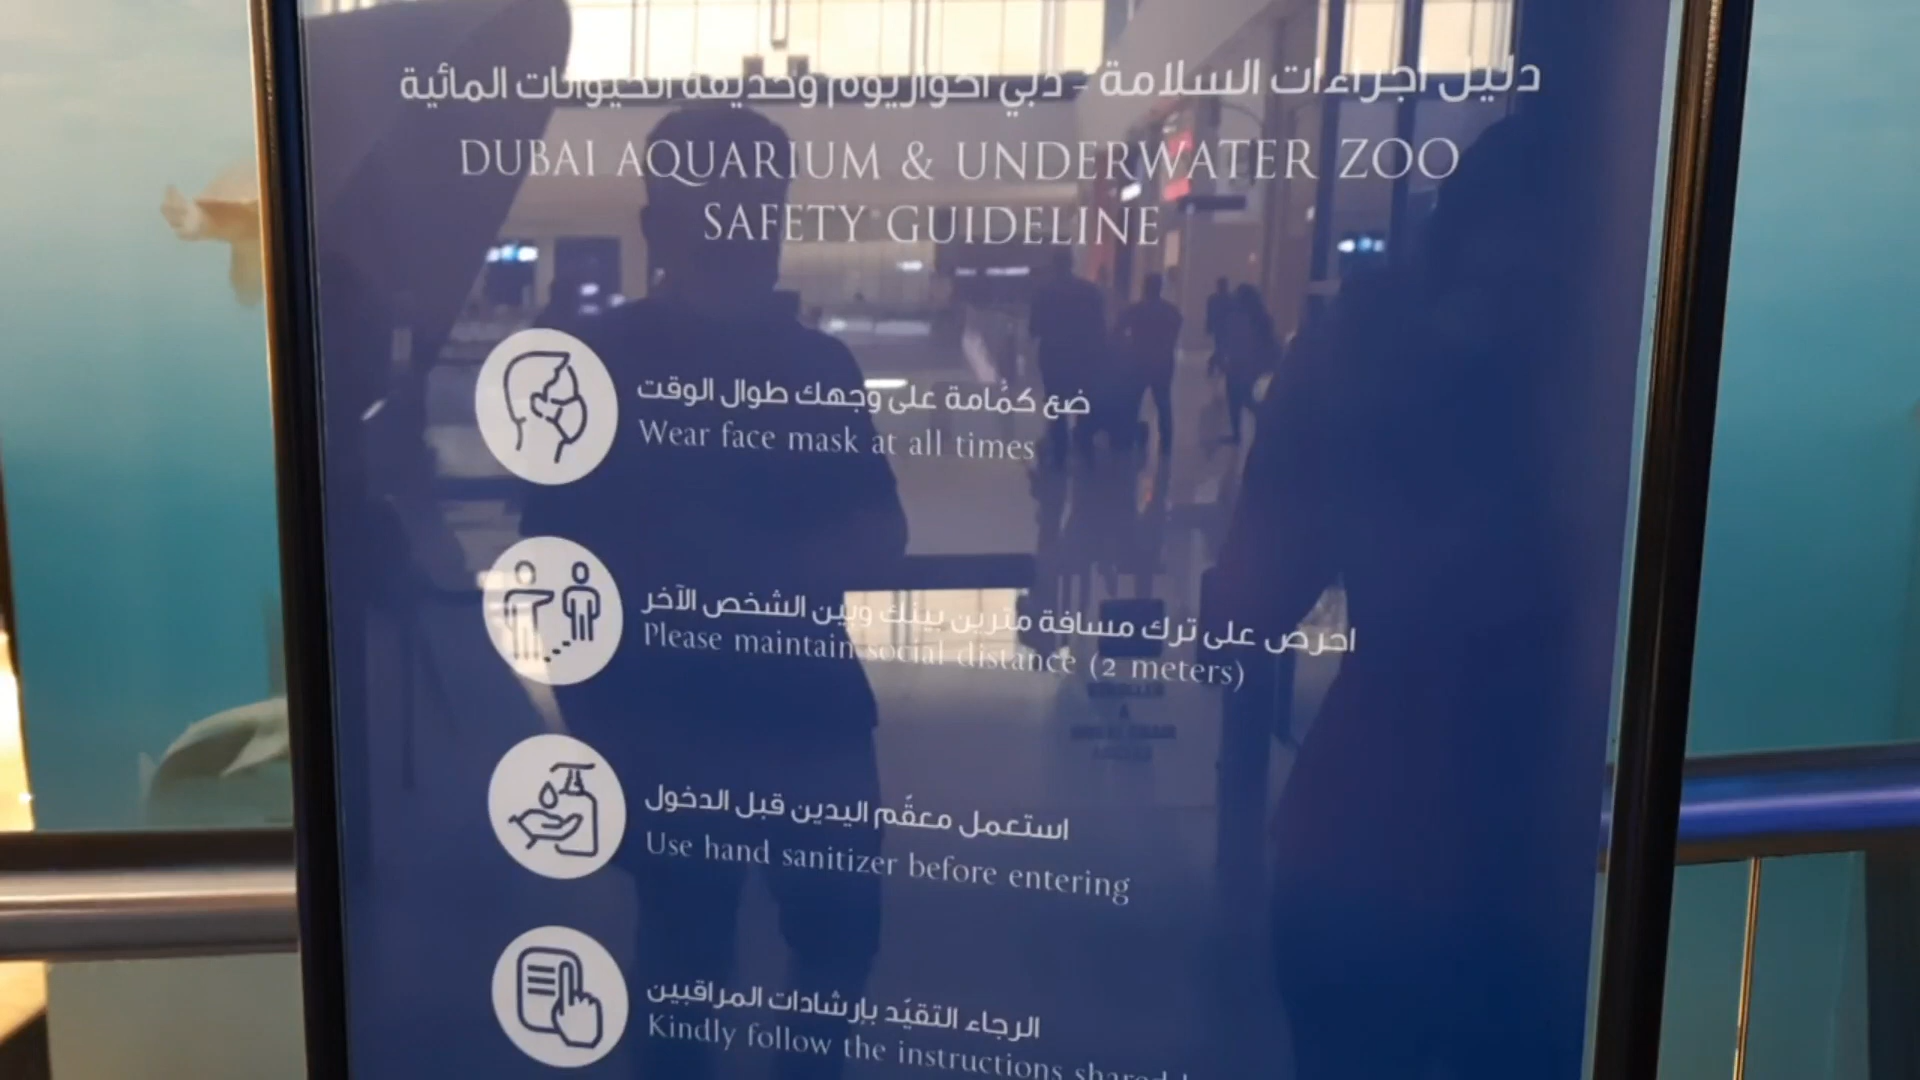 دليل اجراءات السلامة - دبي اكواريوم وحديقة الحيوانات المائية
DUBAI AQUARIUM & UNDERWATER ZOO
SAFETY GUIDELINE
ضع كمّامة على وجهك طوال الوقت
Wear face mask at all times
احرص على ترك مسافة مترين بينك وبين الشخص الآخر
Please maintain social distance (2 meters)
استعمل معقّم اليدين قبل الدخول
Use hand sanitizer before entering
الرجاء التقيّد بإرشادات المراقبين
Kindly follow the instructions shared